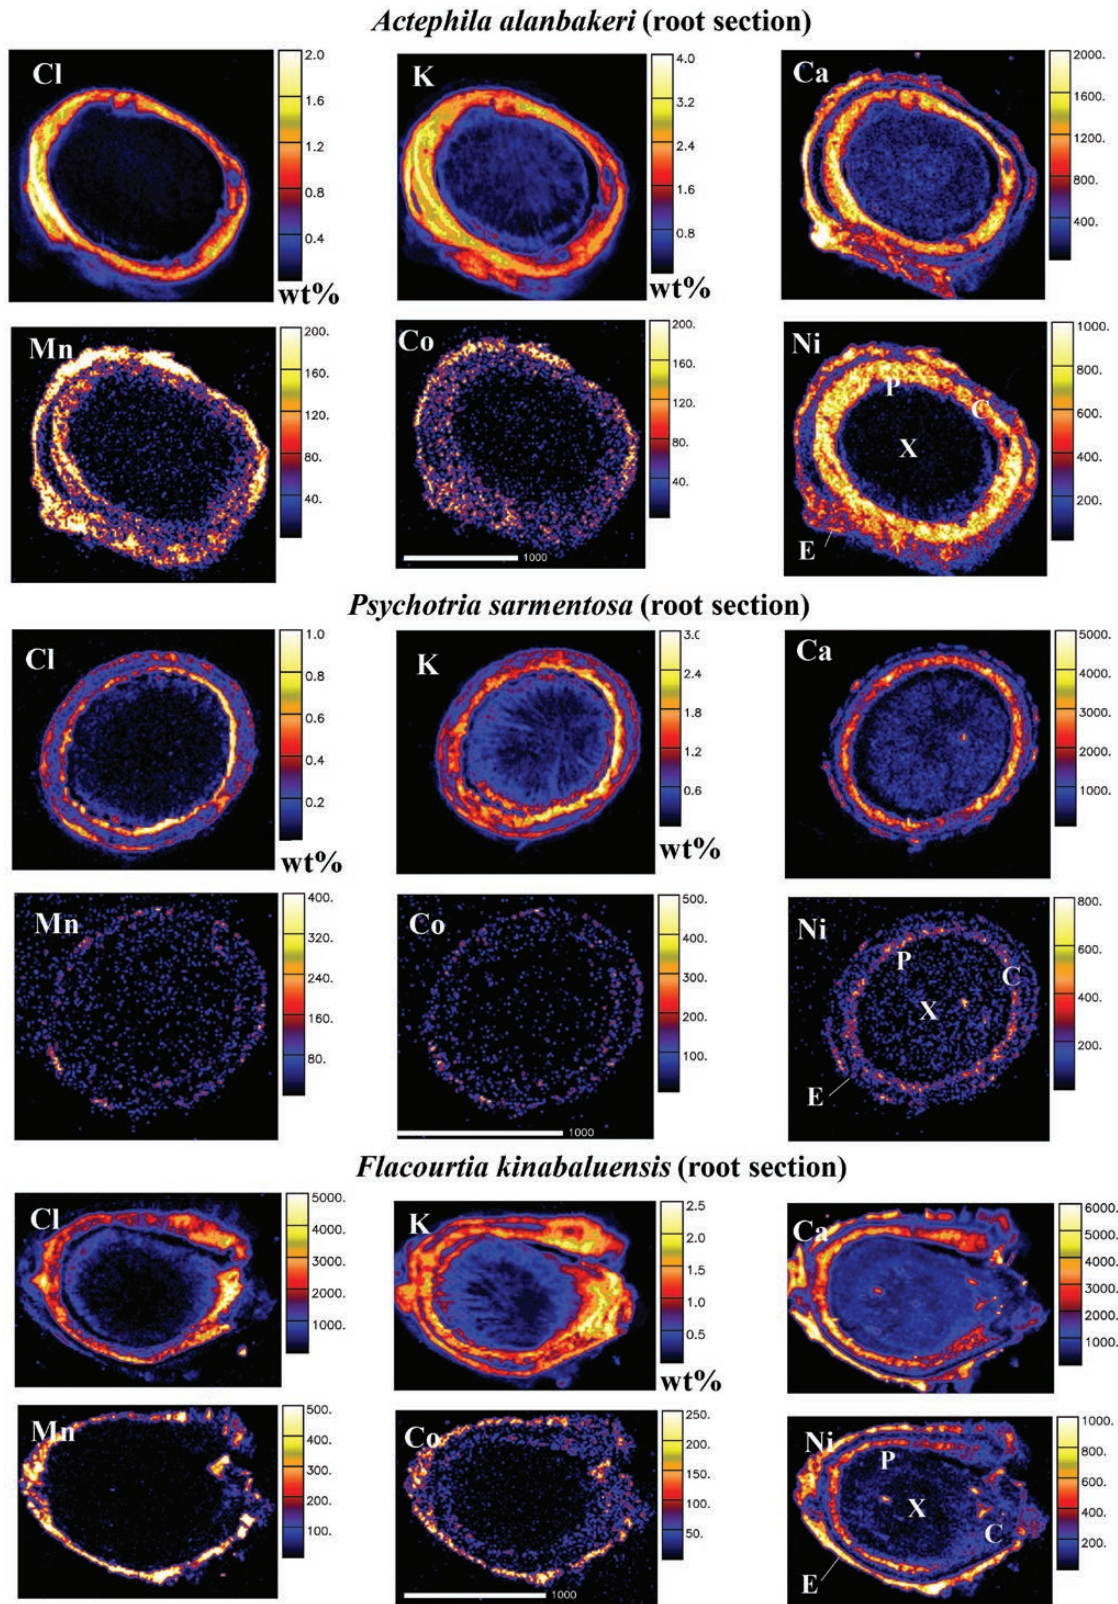 Actephila alanbakeri (root section)
Cl
2.0
1.6
1.2
0.8
0.4
wt%
K
4.0
3.2
2.4
1.6
0.8
wt%
Ca
2000.
1600.
1200.
800.
400.
Mn
200.
160.
120.
80.
40.
Co
200.
160.
120.
80.
40.
1000
Ni
1000.
800.
600.
400.
200.
P
C
X
E
Psychotria sarmentosa (root section)
Cl
1.0
0.8
0.6
0.4
0.2
wt%
K
3.0
2.4
1.8
1.2
0.6
wt%
Ca
5000.
4000.
3000.
2000.
1000.
Mn
400.
320.
240.
160.
80.
Co
500.
400.
300.
200.
100.
1000
Ni
800.
600.
400.
200.
P
C
X
E
Flacourtia kinabaluensis (root section)
Cl
5000.
4000.
3000.
2000.
1000.
K
2.5
2.0
1.5
1.0
0.5
wt%
Ca
6000.
5000.
4000.
3000.
2000.
1000.
Mn
500.
400.
300.
200.
100.
Co
250.
200.
150.
100.
50.
1000
Ni
1000.
800.
600.
400.
200.
P
X
C
E